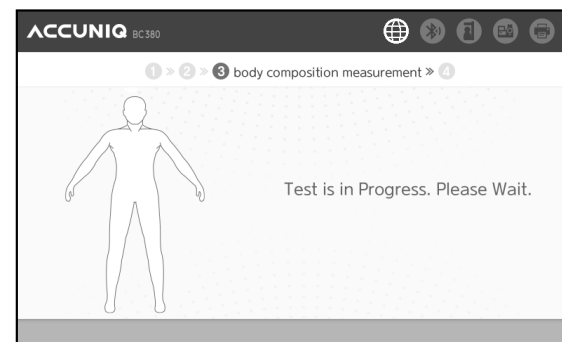 ACCUNIQ BC380
1 » 2 » 3 body composition measurement » 4
Test is in Progress. Please Wait.